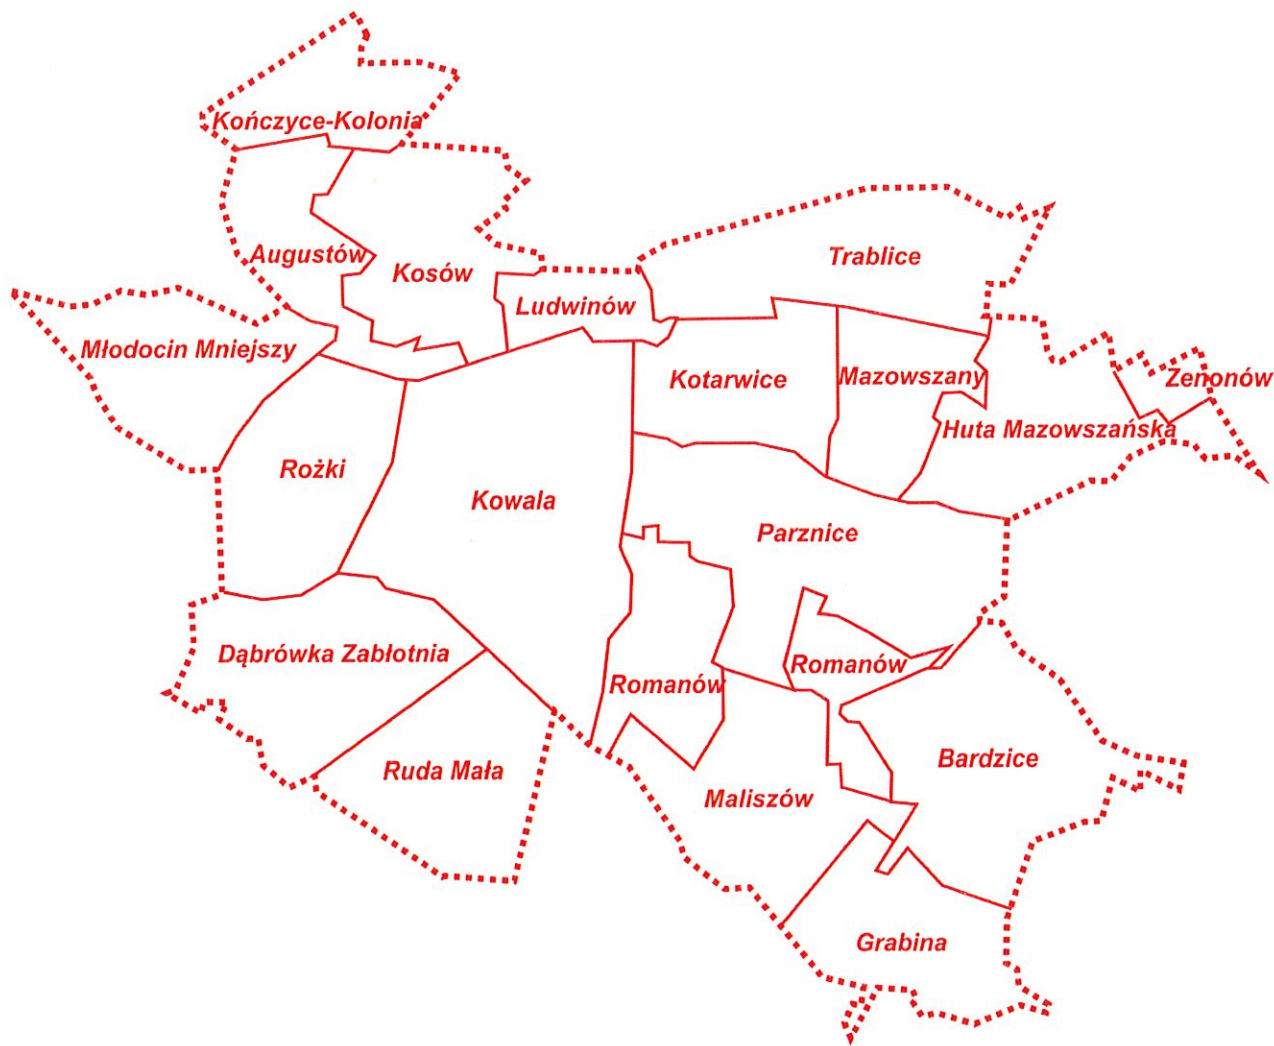 Kończyce-Kolonia
Augustów
Kosów
Trablice
Ludwinów
Młodocin Mniejszy
Kotarwice
Mazowszany
Zenonów
Huta Mazowszańska
Rożki
Kowala
Parznice
Dąbrówka Zabłotnia
Romanów
Romanów
Ruda Mała
Maliszów
Bardzice
Grabina